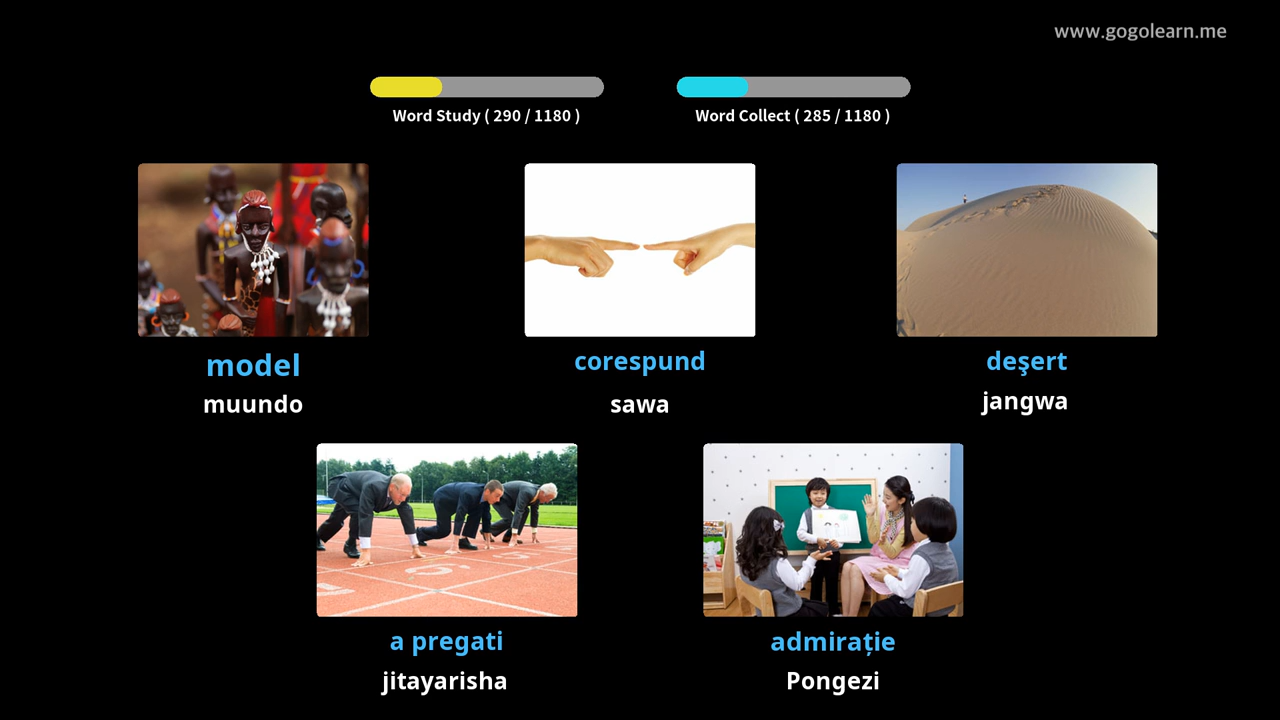 www.gogolearn.me
Word Study ( 290 / 1180 )
Word Collect ( 285 / 1180 )
model
muundo
corespund
sawa
deşert
jangwa
a pregati
jitayarisha
admirație
Pongezi